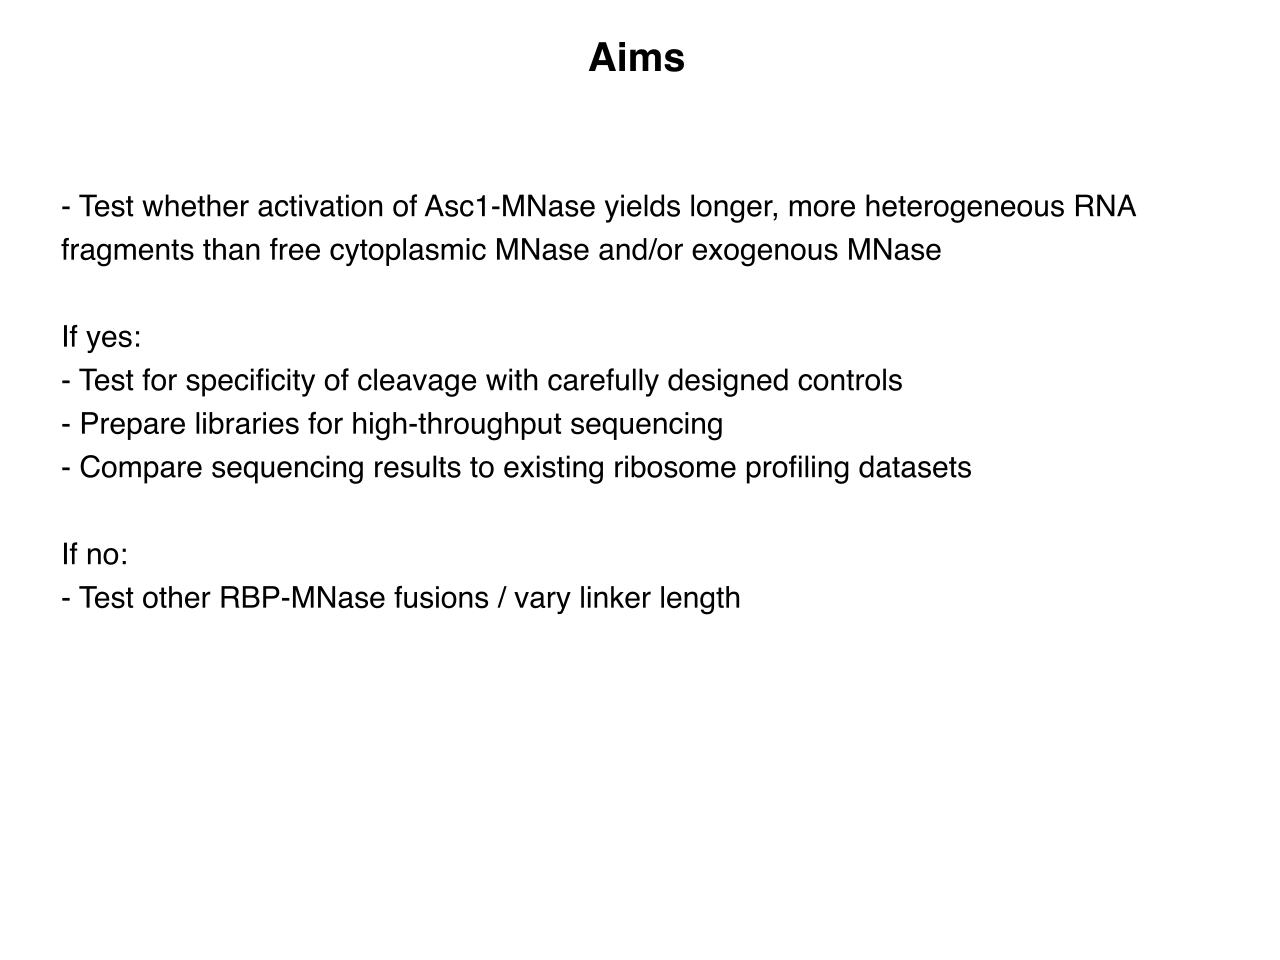 Aims
- Test whether activation of Asc1-MNase yields longer, more heterogeneous RNA
fragments than free cytoplasmic MNase and/or exogenous MNase
If yes:
- Test for specificity of cleavage with carefully designed controls
- Prepare libraries for high-throughput sequencing
- Compare sequencing results to existing ribosome profiling datasets
If no:
- Test other RBP-MNase fusions / vary linker length